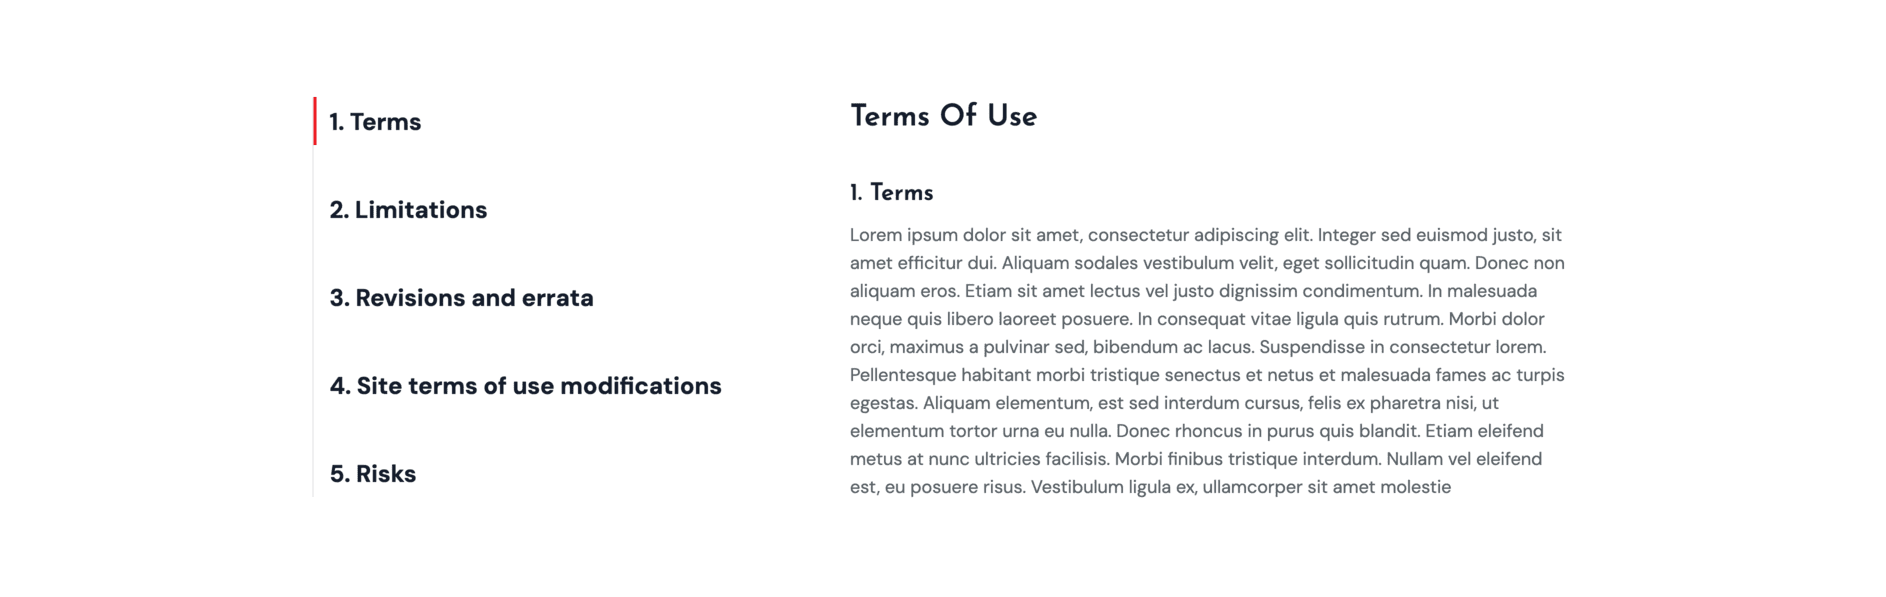 1. Terms
2. Limitations
3. Revisions and errata
4. Site terms of use modifications
5. Risks
Terms Of Use
1. Terms
Lorem ipsum dolor sit amet, consectetur adipiscing elit. Integer sed euismod justo, sit
amet efficitur dui. Aliquam sodales vestibulum velit, eget sollicitudin quam. Donec non
aliquam eros. Etiam sit amet lectus vel justo dignissim condimentum. In malesuada
neque quis libero laoreet posuere. In consequat vitae ligula quis rutrum. Morbi dolor
orci, maximus a pulvinar sed, bibendum ac lacus. Suspendisse in consectetur lorem.
Pellentesque habitant morbi tristique senectus et netus et malesuada fames ac turpis
egestas. Aliquam elementum, est sed interdum cursus, felis ex pharetra nisi, ut
elementum tortor urna eu nulla. Donec rhoncus in purus quis blandit. Etiam eleifend
metus at nunc ultricies facilisis. Morbi finibus tristique interdum. Nullam vel eleifend
est, eu posuere risus. Vestibulum ligula ex, ullamcorper sit amet molestie